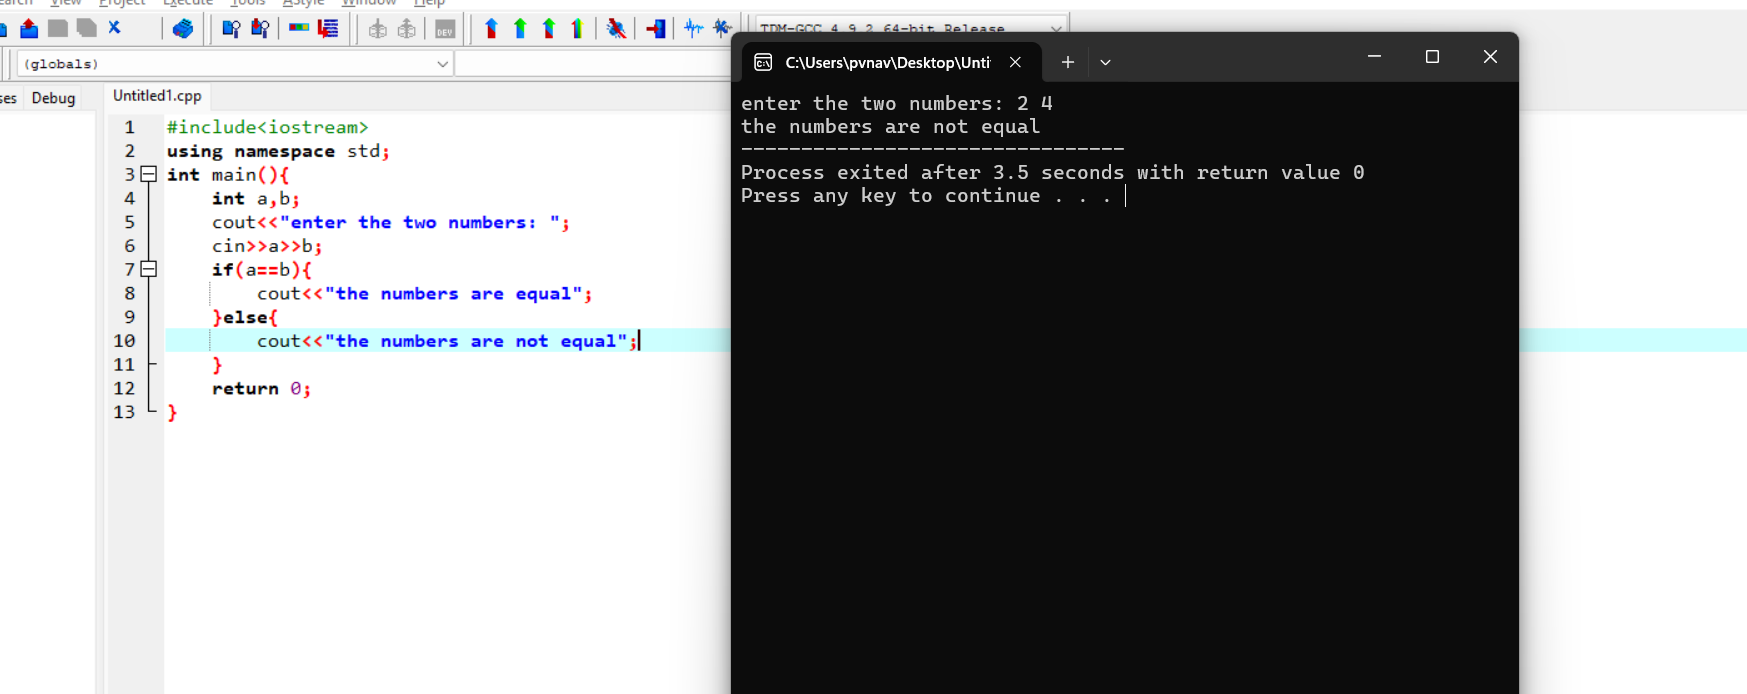 View Project Execute Tools AStyle Window Help
TDM-GCC 4.9.2 64-bit Release
(globals)
Debug
Untitled1.cpp
1 #include<iostream>
2 using namespace std;
3 int main(){
4 int a,b;
5 cout<<"enter the two numbers: ";
6 cin>>a>>b;
7 if(a==b){
8 cout<<"the numbers are equal";
9 }else{
10 cout<<"the numbers are not equal";
11 }
12 return 0;
13 }
C:\Users\pvnav\Desktop\Unti
enter the two numbers: 2 4
the numbers are not equal
--------------------------------
Process exited after 3.5 seconds with return value 0
Press any key to continue . . .